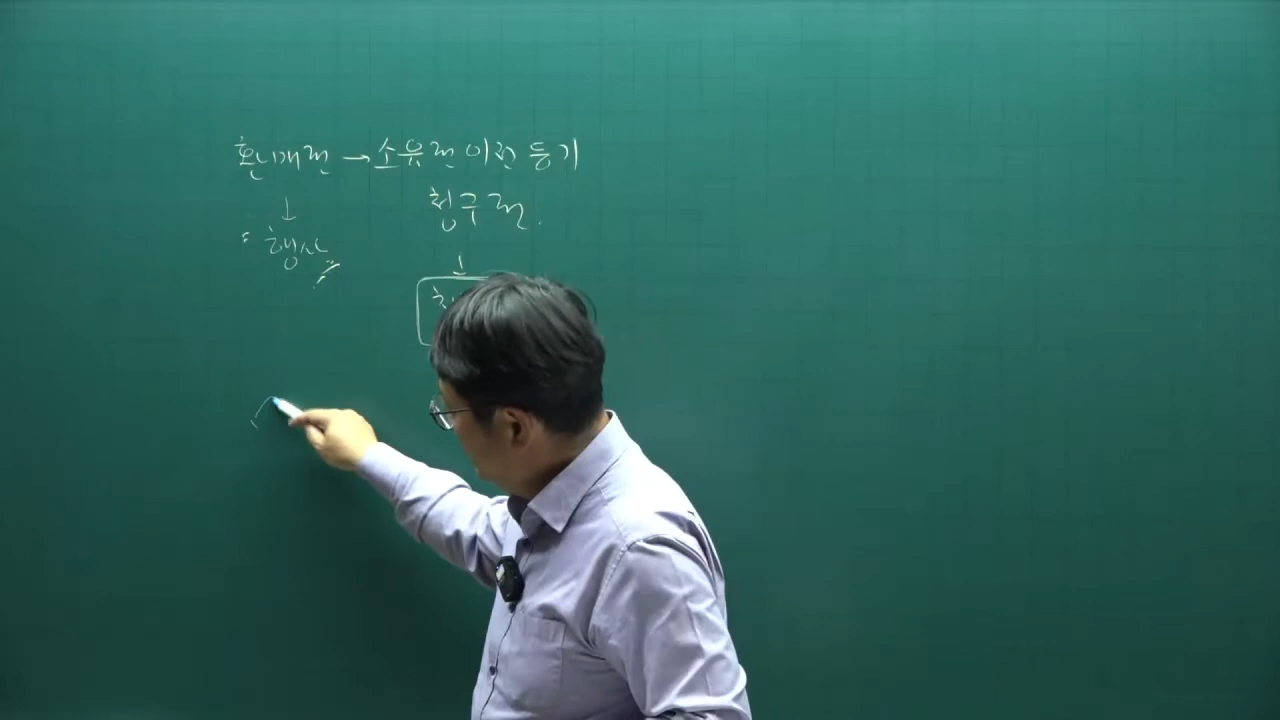 환매권 → 소유권 이전 등기
청구권.
↓ ↓
행사